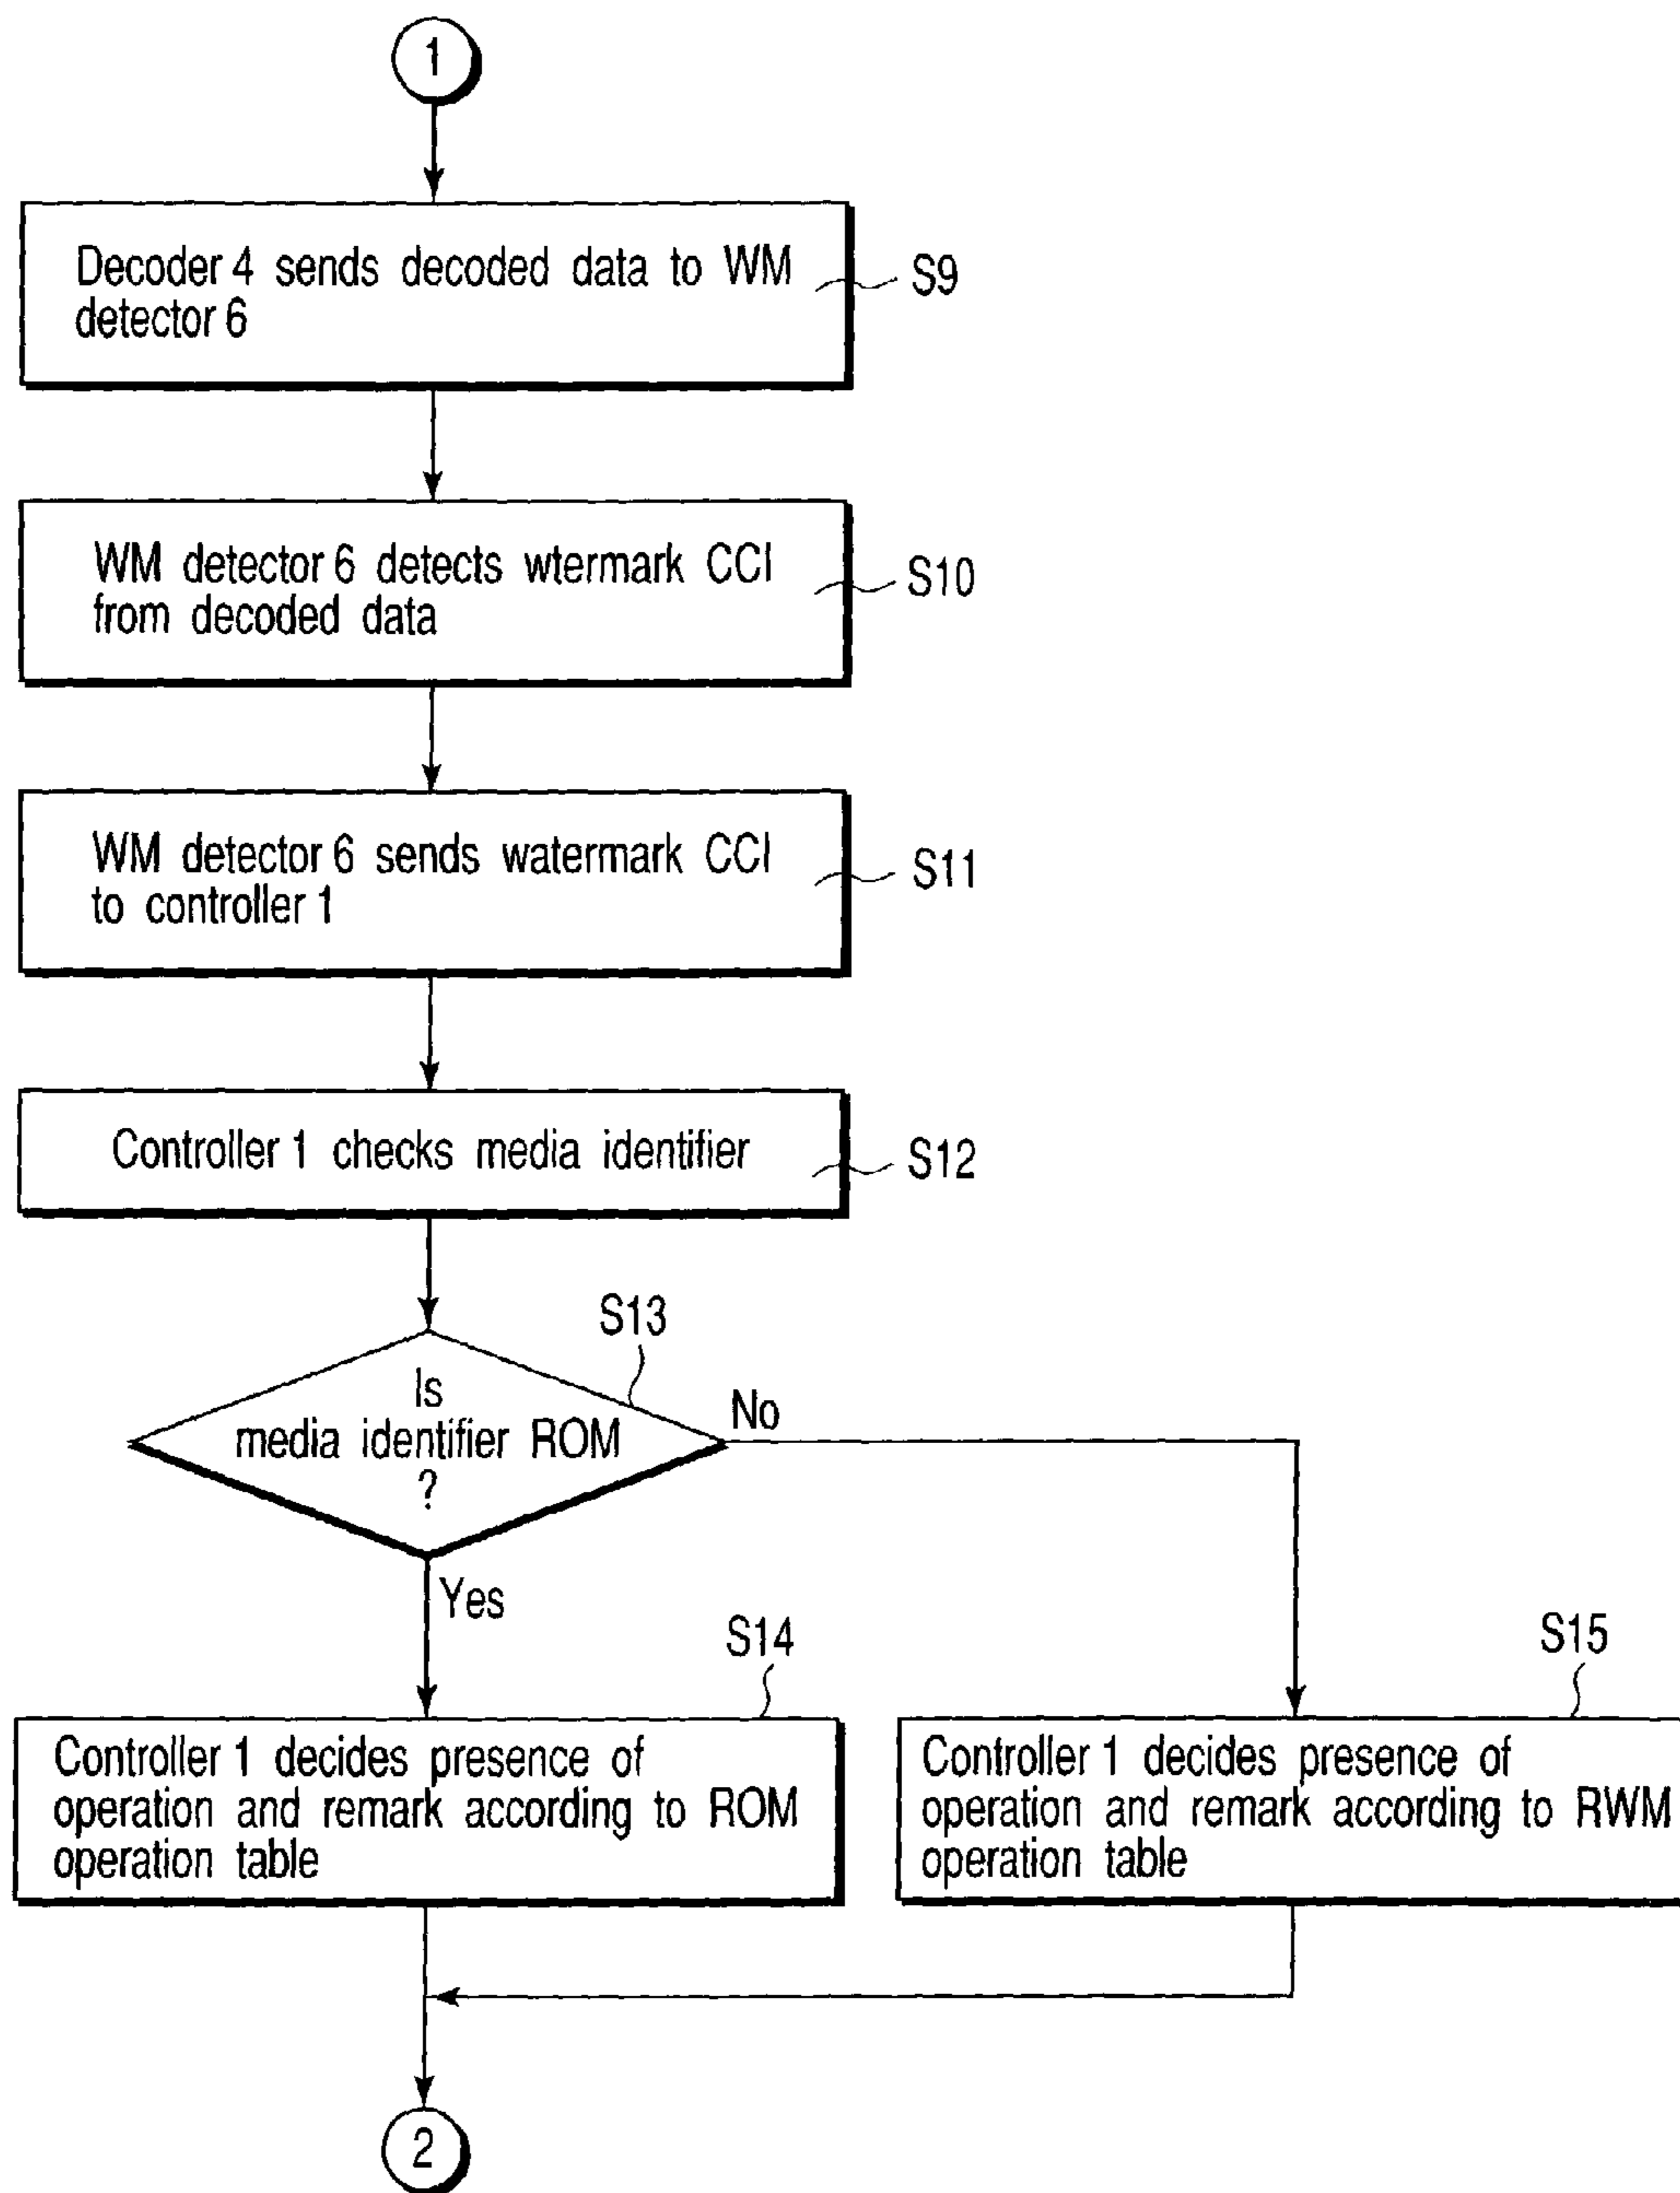 1
Decoder 4 sends decoded data to WM
detector 6
S9
WM detector 6 detects wtermark CCI
from decoded data
S10
WM detector 6 sends watermark CCI
to controller 1
S11
Controller 1 checks media identifier
S12
S13
Is
media identifier ROM
?
No
Yes
S14
Controller 1 decides presence of
operation and remark according to ROM
operation table
S15
Controller 1 decides presence of
operation and remark according to RWM
operation table
2